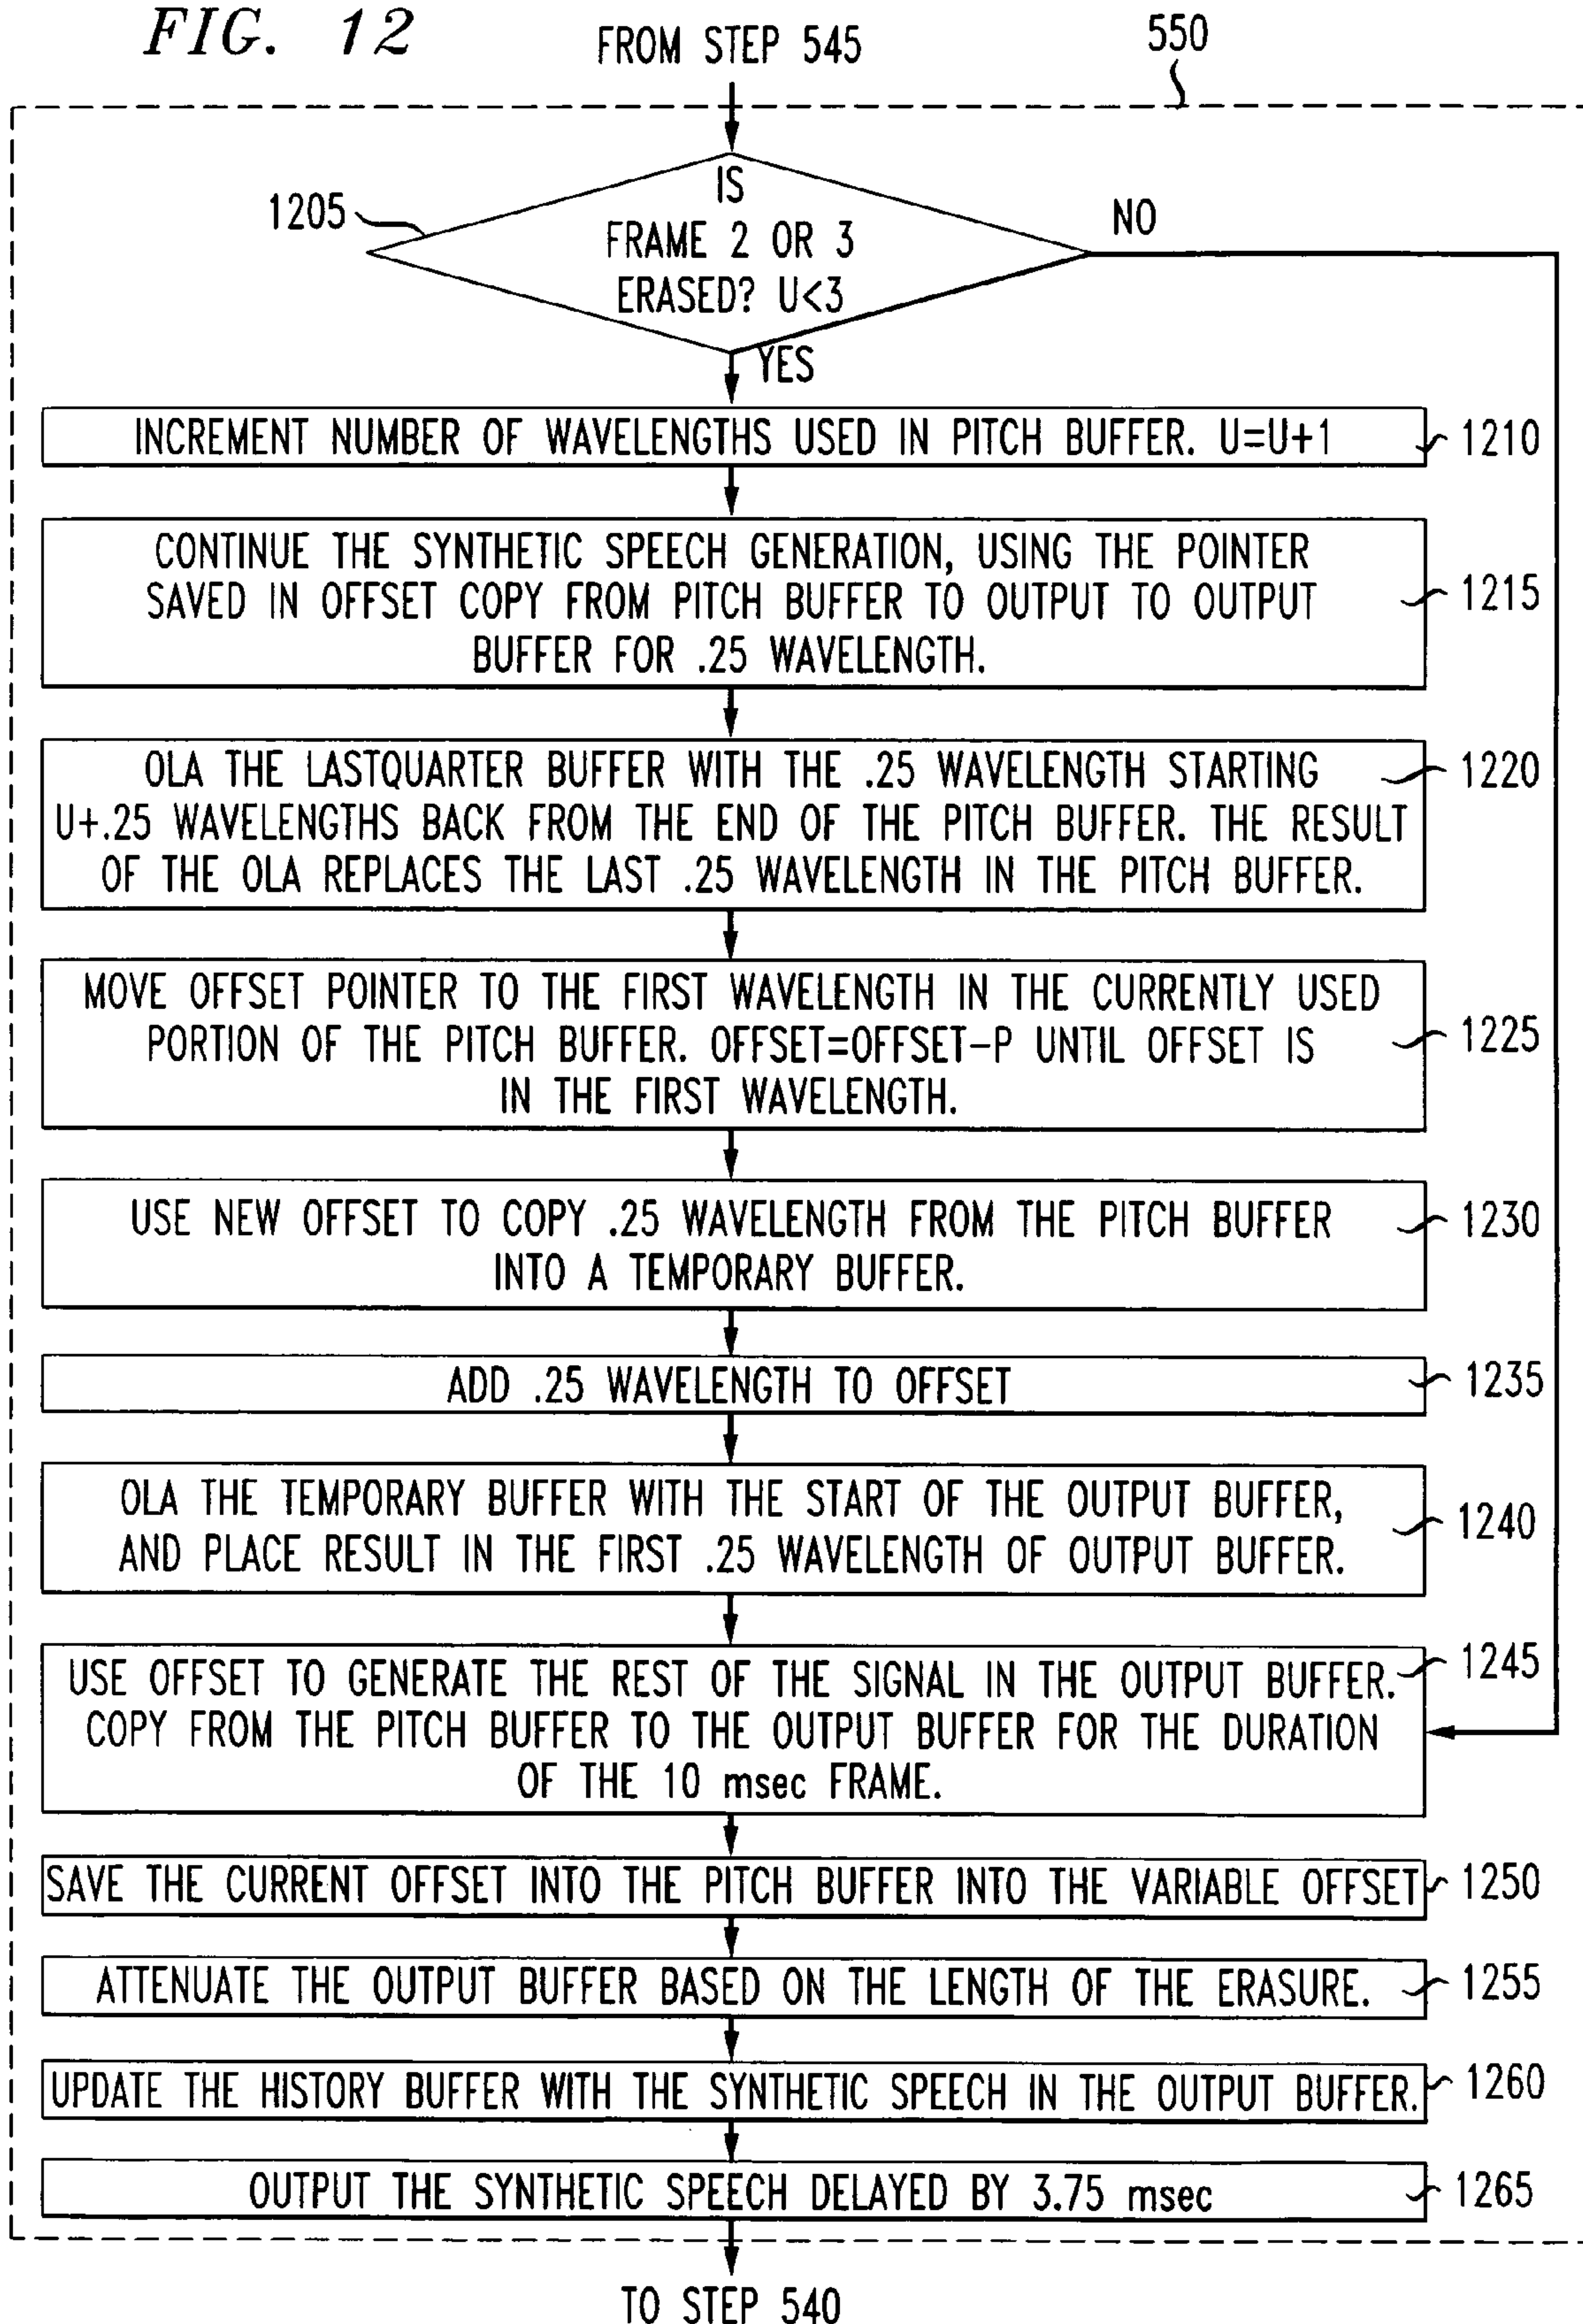 FIG. 12
FROM STEP 545
550
1205
IS
FRAME 2 OR 3
ERASED? U<3
NO
YES
INCREMENT NUMBER OF WAVELENGTHS USED IN PITCH BUFFER. U=U+1
1210
CONTINUE THE SYNTHETIC SPEECH GENERATION, USING THE POINTER
SAVED IN OFFSET COPY FROM PITCH BUFFER TO OUTPUT TO OUTPUT
BUFFER FOR .25 WAVELENGTH.
1215
OLA THE LASTQUARTER BUFFER WITH THE .25 WAVELENGTH STARTING
U+.25 WAVELENGTHS BACK FROM THE END OF THE PITCH BUFFER. THE RESULT
OF THE OLA REPLACES THE LAST .25 WAVELENGTH IN THE PITCH BUFFER.
1220
MOVE OFFSET POINTER TO THE FIRST WAVELENGTH IN THE CURRENTLY USED
PORTION OF THE PITCH BUFFER. OFFSET=OFFSET-P UNTIL OFFSET IS
IN THE FIRST WAVELENGTH.
1225
USE NEW OFFSET TO COPY .25 WAVELENGTH FROM THE PITCH BUFFER
INTO A TEMPORARY BUFFER.
1230
ADD .25 WAVELENGTH TO OFFSET
1235
OLA THE TEMPORARY BUFFER WITH THE START OF THE OUTPUT BUFFER,
AND PLACE RESULT IN THE FIRST .25 WAVELENGTH OF OUTPUT BUFFER.
1240
USE OFFSET TO GENERATE THE REST OF THE SIGNAL IN THE OUTPUT BUFFER.
COPY FROM THE PITCH BUFFER TO THE OUTPUT BUFFER FOR THE DURATION
OF THE 10 msec FRAME.
1245
SAVE THE CURRENT OFFSET INTO THE PITCH BUFFER INTO THE VARIABLE OFFSET
1250
ATTENUATE THE OUTPUT BUFFER BASED ON THE LENGTH OF THE ERASURE.
1255
UPDATE THE HISTORY BUFFER WITH THE SYNTHETIC SPEECH IN THE OUTPUT BUFFER.
1260
OUTPUT THE SYNTHETIC SPEECH DELAYED BY 3.75 msec
1265
TO STEP 540